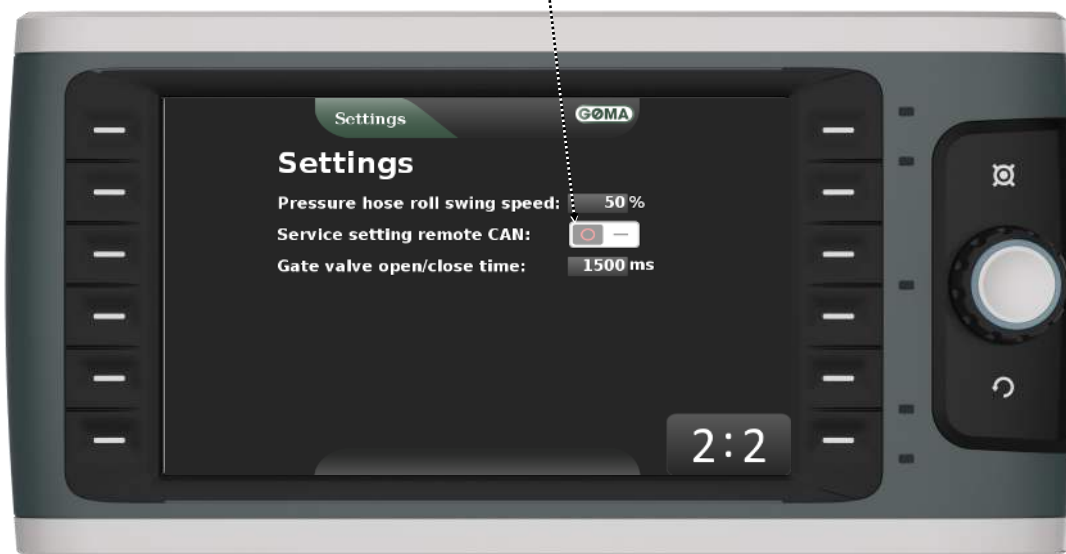 Settings
GØMA
Settings
Pressure hose roll swing speed: 50 %
Service setting remote CAN:
Gate valve open/close time: 1500 ms
2:2